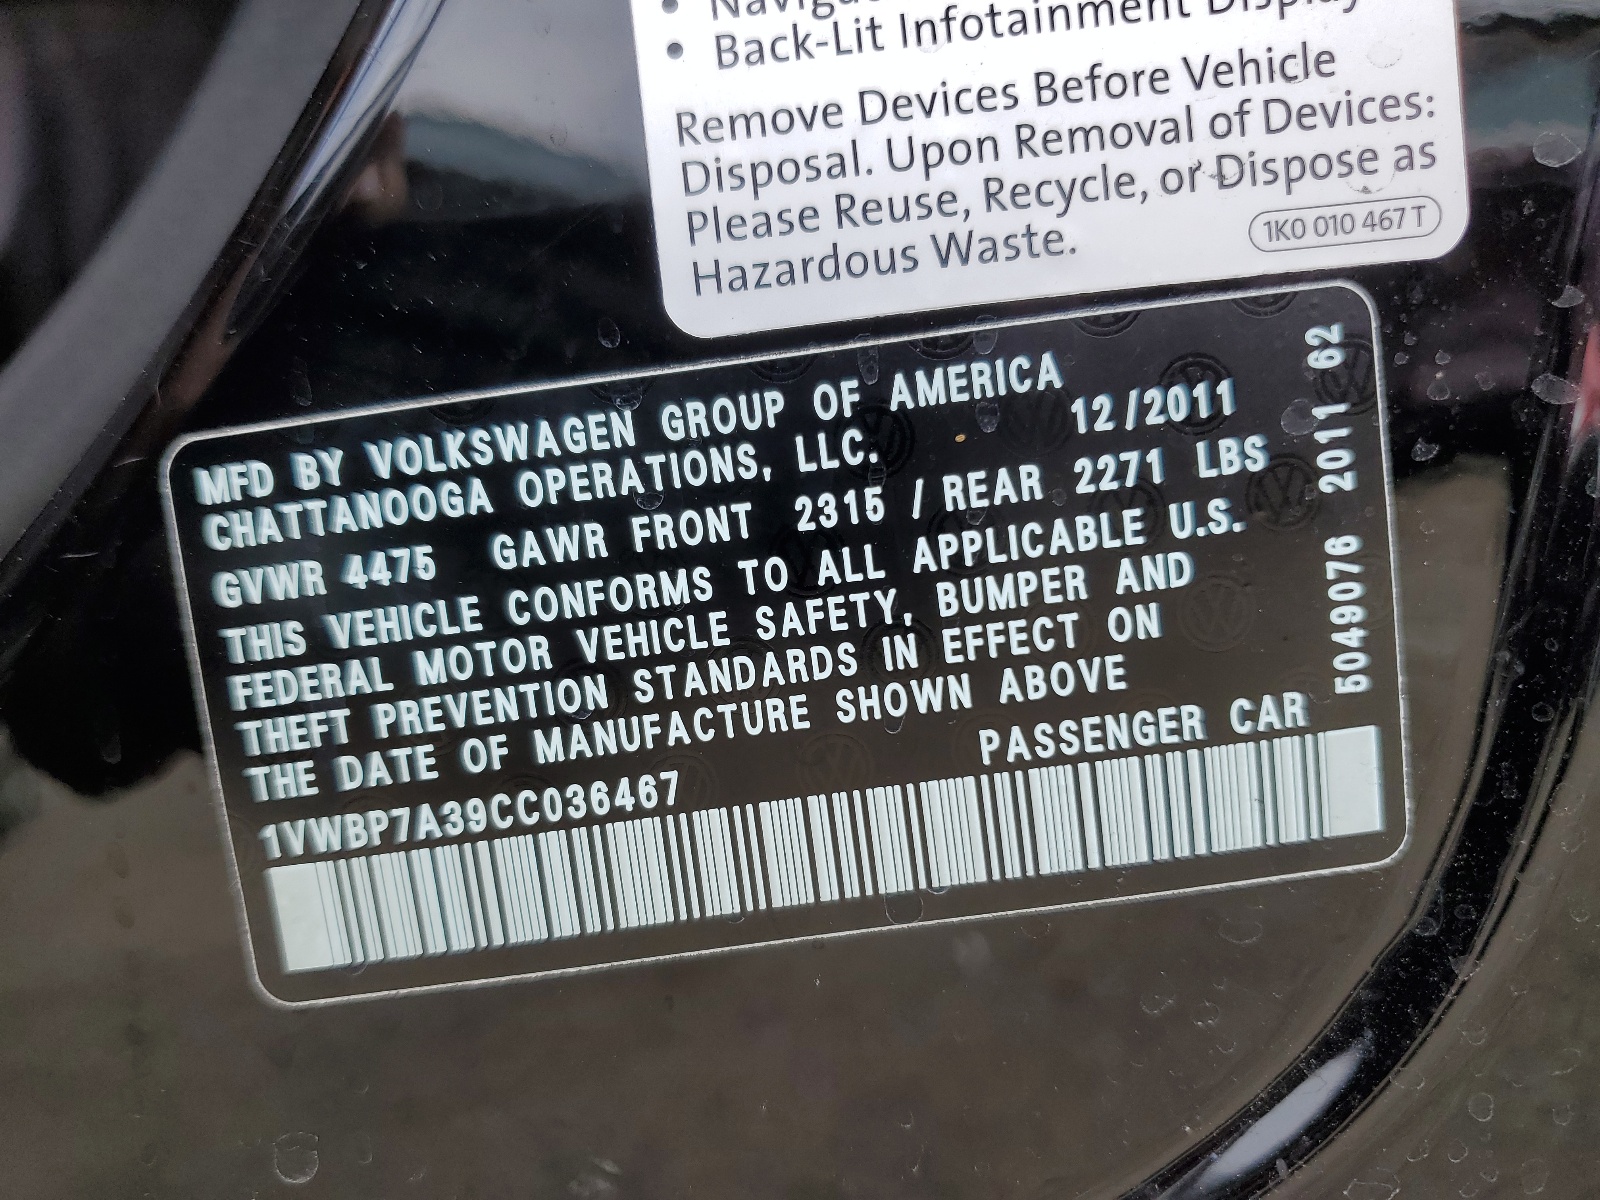 • Back-Lit Infotainment Display
Remove Devices Before Vehicle
Disposal. Upon Removal of Devices:
Please Reuse, Recycle, or Dispose as
Hazardous Waste.
1K0 010 467 T
MFD BY VOLKSWAGEN GROUP OF AMERICA
CHATTANOOGA OPERATIONS, LLC. 12/2011
GVWR 4475 GAWR FRONT 2315 / REAR 2271 LBS
THIS VEHICLE CONFORMS TO ALL APPLICABLE U.S.
FEDERAL MOTOR VEHICLE SAFETY, BUMPER AND
THEFT PREVENTION STANDARDS IN EFFECT ON
THE DATE OF MANUFACTURE SHOWN ABOVE
1VWBP7A39CC036467 PASSENGER CAR
5049076 2011 62